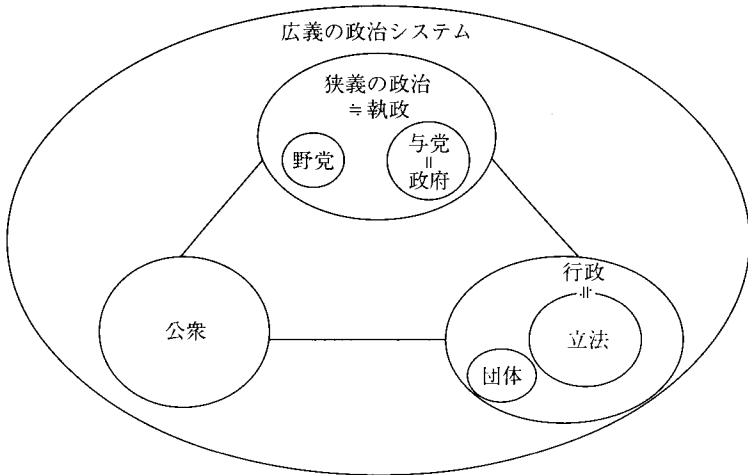 広義の政治システム
狭義の政治
≒執政
野党
与党
॥
政府
公衆
行政
॥
立法
団体